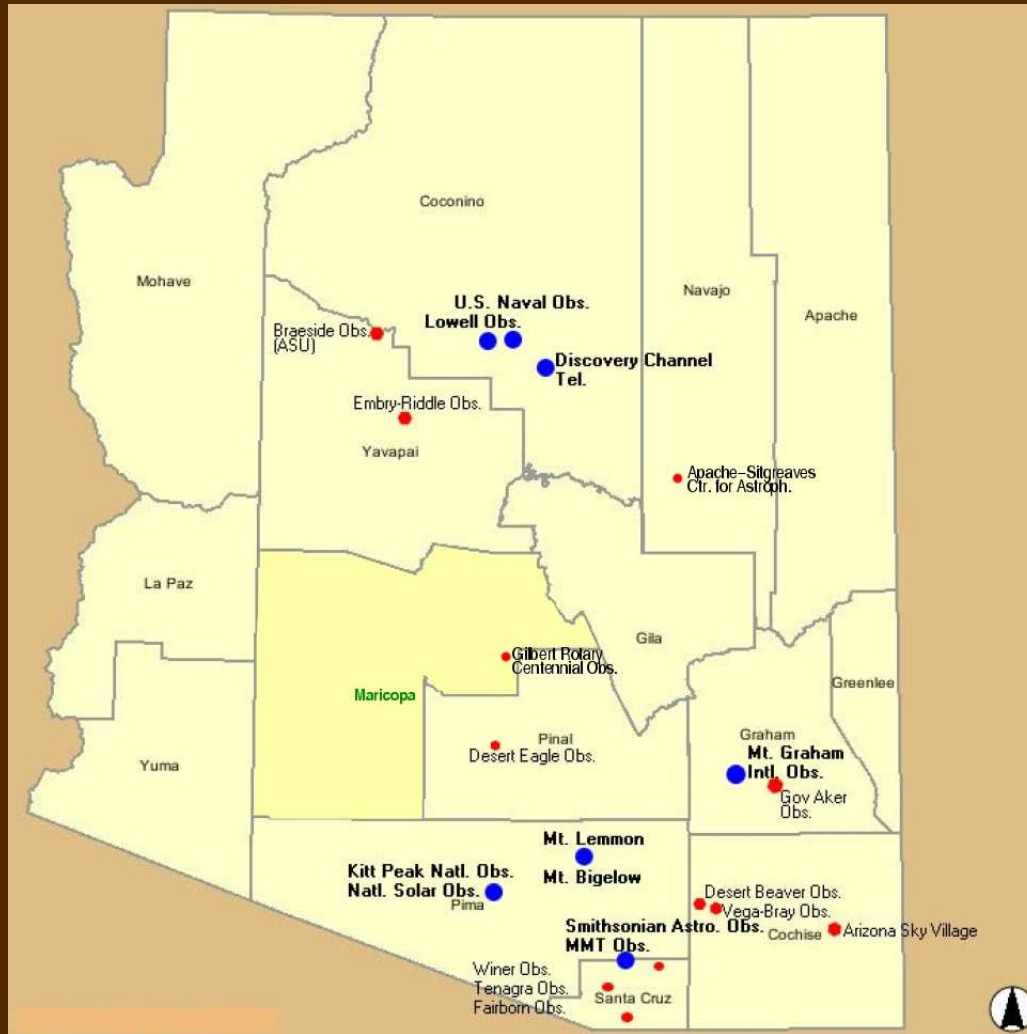 Coconino
Mohave
Navajo
Apache
U.S. Naval Obs.
Lowell Obs.
Braeside Obs.
(ASU)
Discovery Channel
Tel.
Embry-Riddle Obs.
Yavapai
Apache-Sitgreaves
Ctr. for Astroph.
La Paz
Gila
Gilbert Rotary
Centennial Obs.
Maricopa
Greenlee
Yuma
Pinal
Desert Eagle Obs.
Graham
Mt. Graham
Intl. Obs.
Gov Aker
Obs.
Mt. Lemmon
Mt. Bigelow
Kitt Peak Natl. Obs.
Natl. Solar Obs.
Pima
Desert Beaver Obs.
Vega-Bray Obs.
Cochise
Arizona Sky Village
Smithsonian Astro. Obs.
MMT Obs.
Winer Obs.
Tenagra Obs.
Fairborn Obs.
Santa Cruz